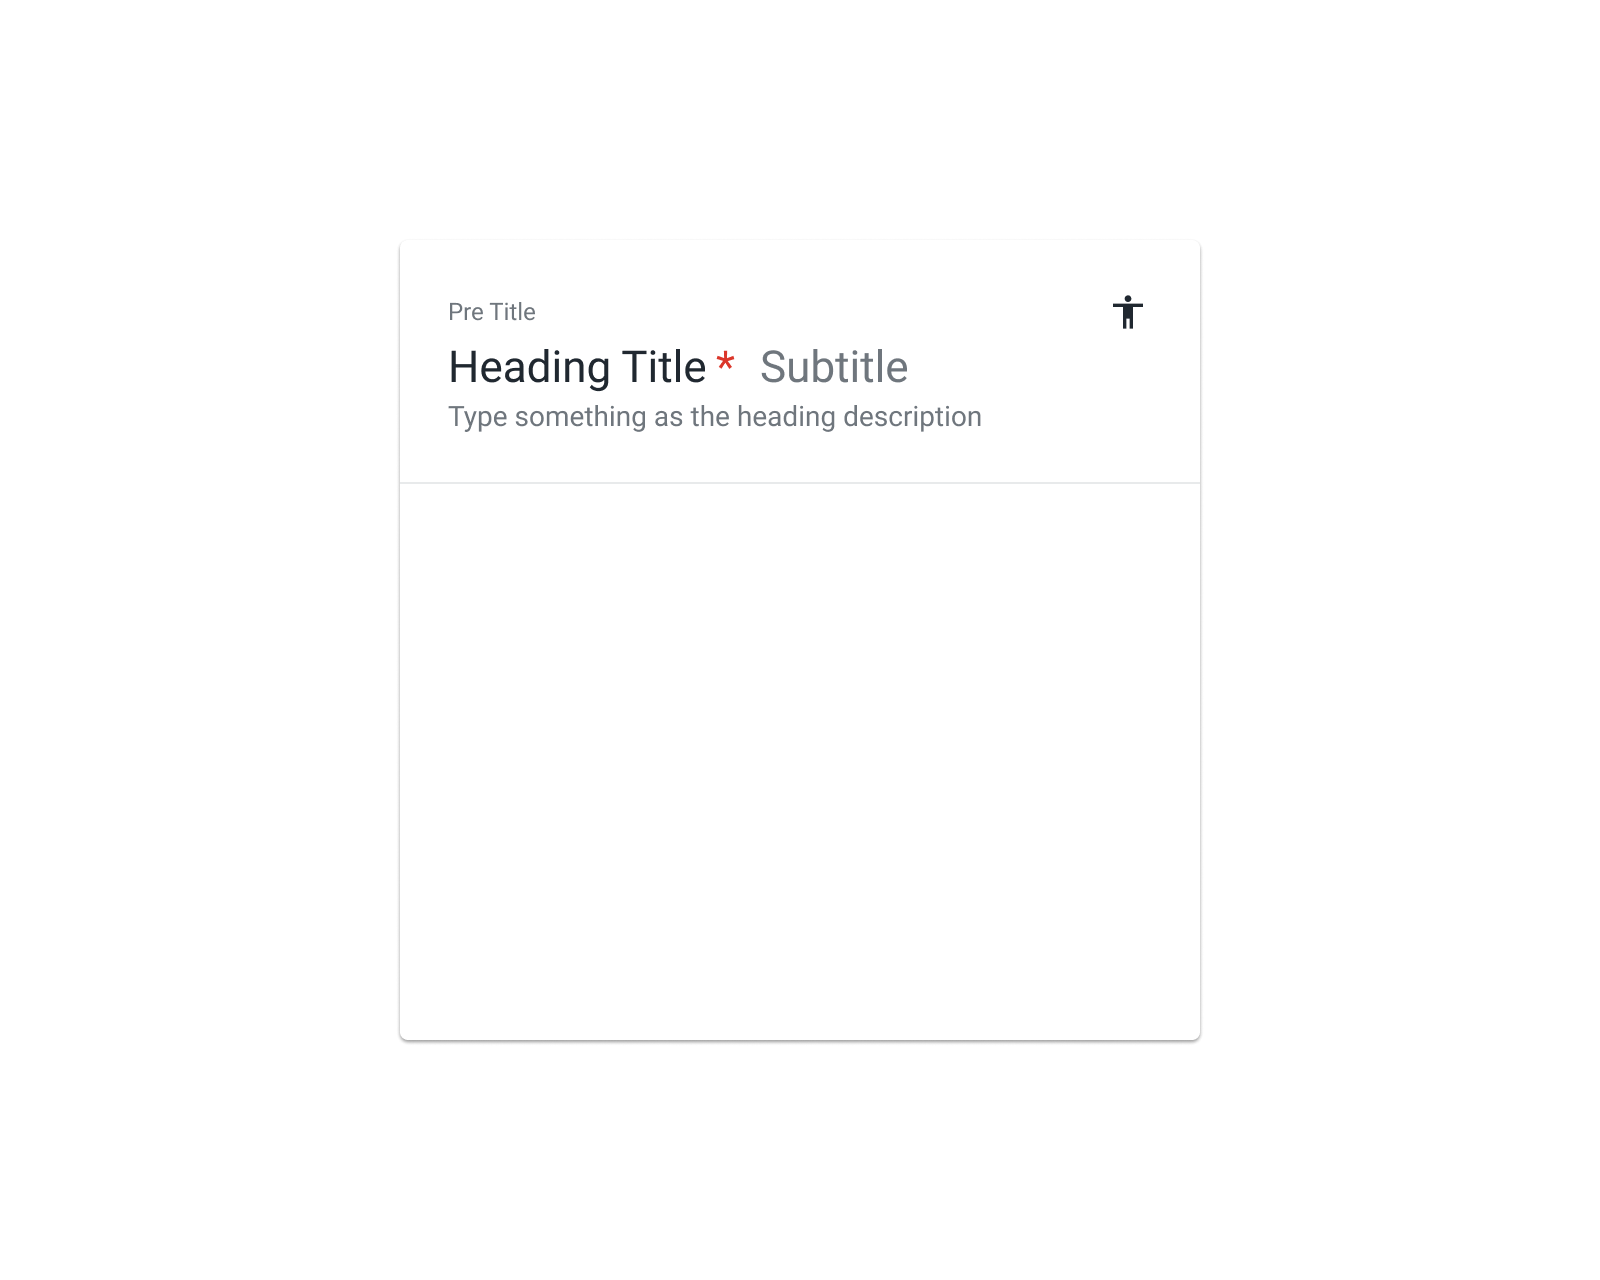 Pre Title
Heading Title * Subtitle
Type something as the heading description